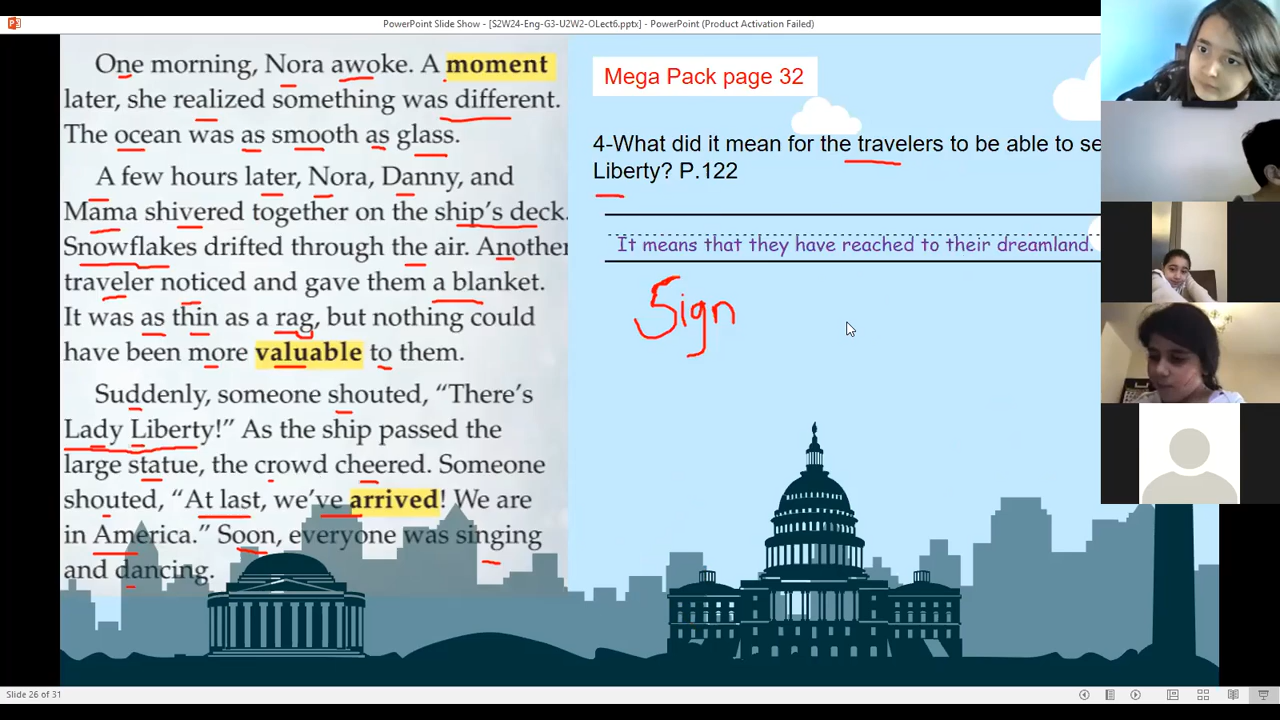 PowerPoint Slide Show - [S2W24-Eng-G3-U2W2-OLect6.pptx] - PowerPoint (Product Activation Failed)
One morning, Nora awoke. A moment
later, she realized something was different.
The ocean was as smooth as glass.
A few hours later, Nora, Danny, and
Mama shivered together on the ship's deck.
Snowflakes drifted through the air. Another
traveler noticed and gave them a blanket.
It was as thin as a rag, but nothing could
have been more valuable to them.
Suddenly, someone shouted, "There's
Lady Liberty!" As the ship passed the
large statue, the crowd cheered. Someone
shouted, "At last, we've arrived! We are
in America." Soon, everyone was singing
and dancing.
Mega Pack page 32
4-What did it mean for the travelers to be able to se
Liberty? P.122
It means that they have reached to their dreamland.
Sign
Slide 26 of 31